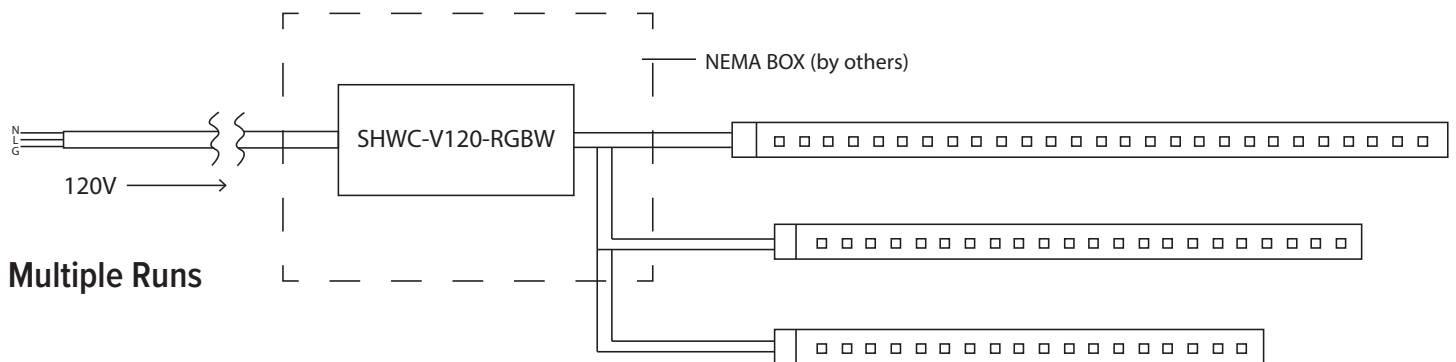 NEMA BOX (by others)
N
L
G
SHWC-V120-RGBW
120V
Multiple Runs